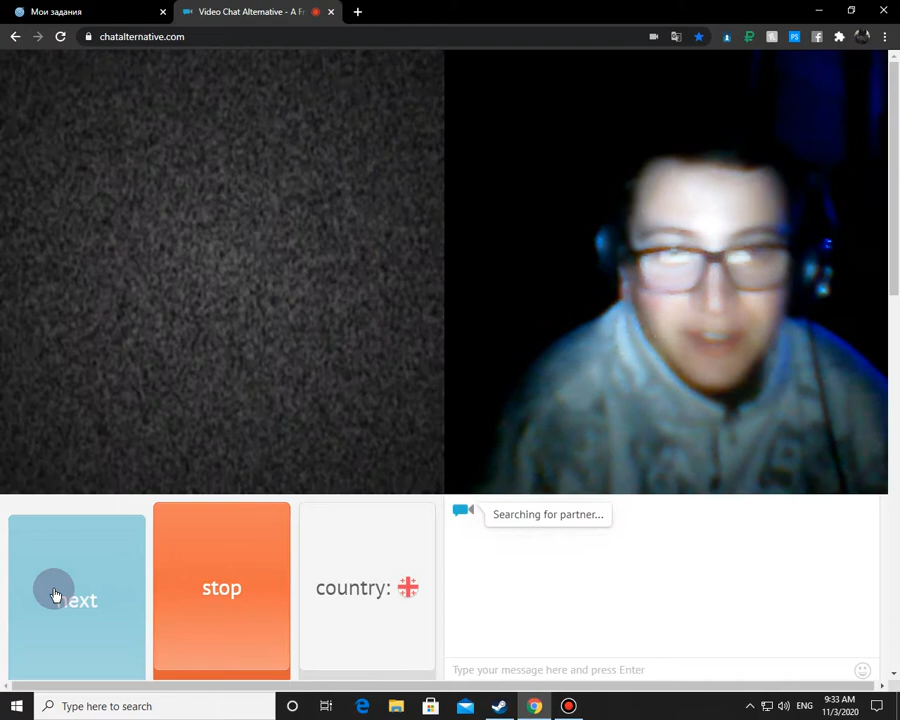 Мои задания
Video Chat Alternative - A Fr
chatalternative.com
Searching for partner...
next
stop
country:
Type your message here and press Enter
Type here to search
ENG
9:33 AM
11/3/2020